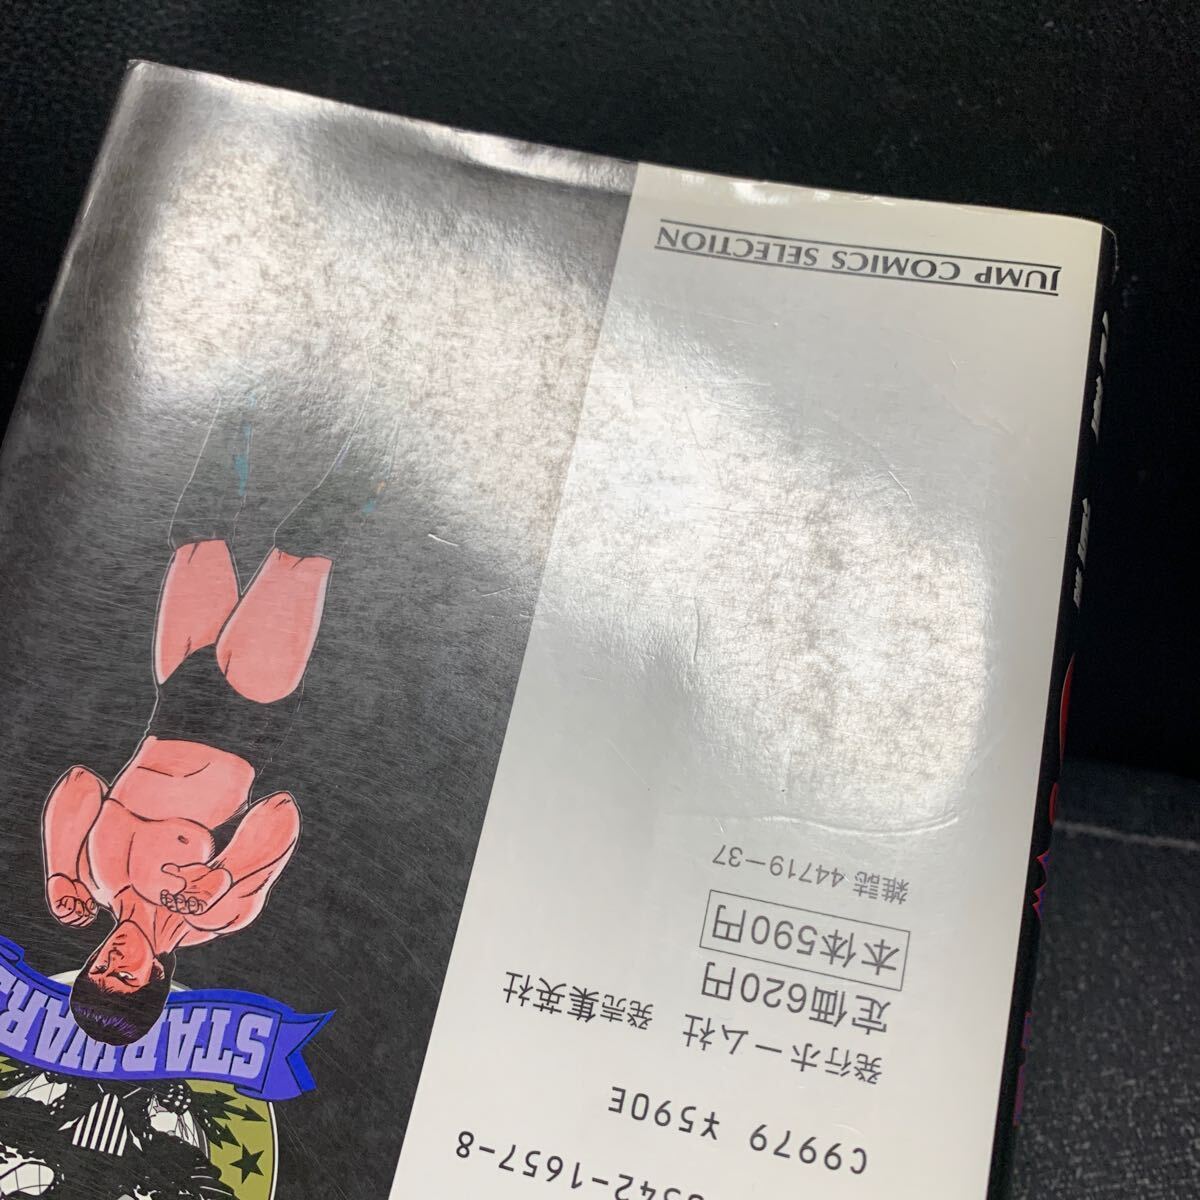 8342-1657-8
C9979 ¥590E
発行ホーム社 発売集英社
定価620円
本体590円
雑誌 44719-37
JUMP COMICS SELECTION
STARWARS